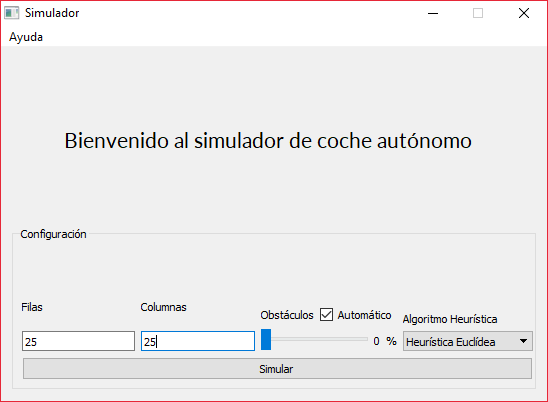 Simulador
Ayuda
Bienvenido al simulador de coche autónomo
Configuración
Filas
Columnas
Obstáculos Automático
Algoritmo Heurística
25
25
0 %
Heurística Euclídea
Simular